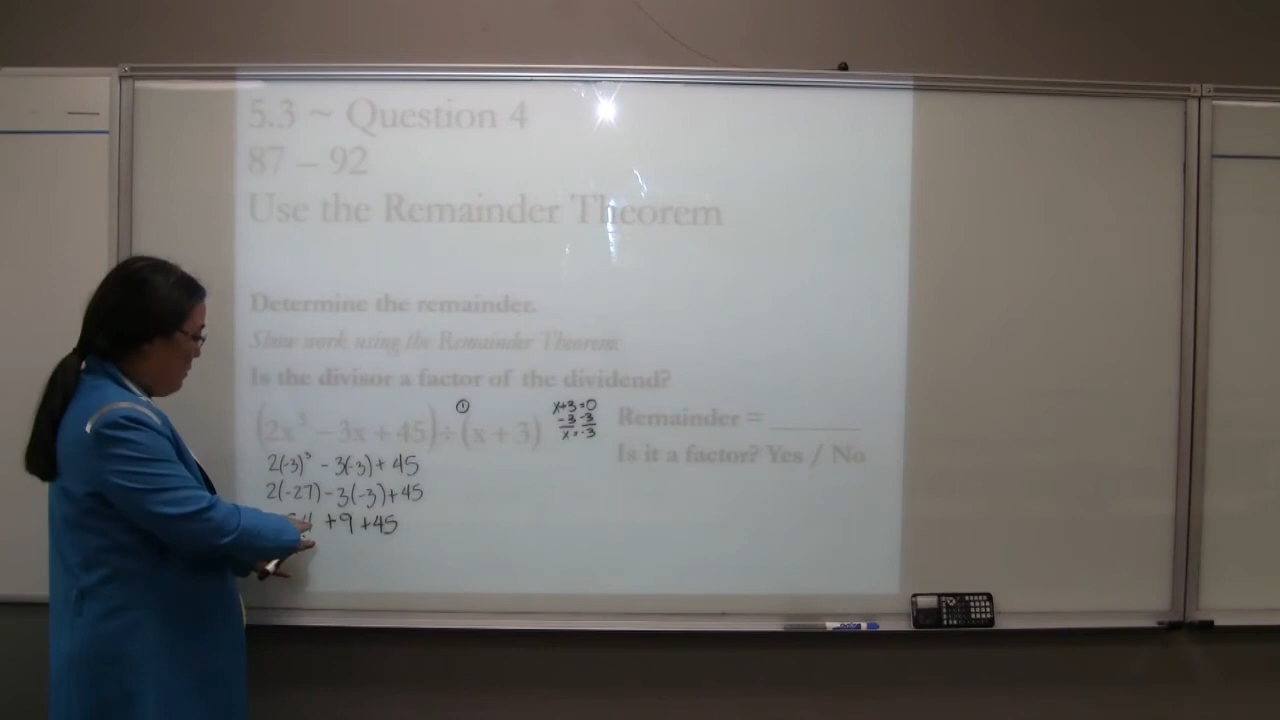 5.3 ~ Question 4
87 – 92
Use the Remainder Theorem
Determine the remainder.
Show work using the Remainder Theorem.
Is the divisor a factor of the dividend?
(2x³ − 3x + 45) ÷ (x + 3)
①
x+3=0
-3 -3
x=-3
Remainder = ______
Is it a factor? Yes / No
2(-3)³ - 3(-3) + 45
2(-27) - 3(-3) + 45
+9 +45